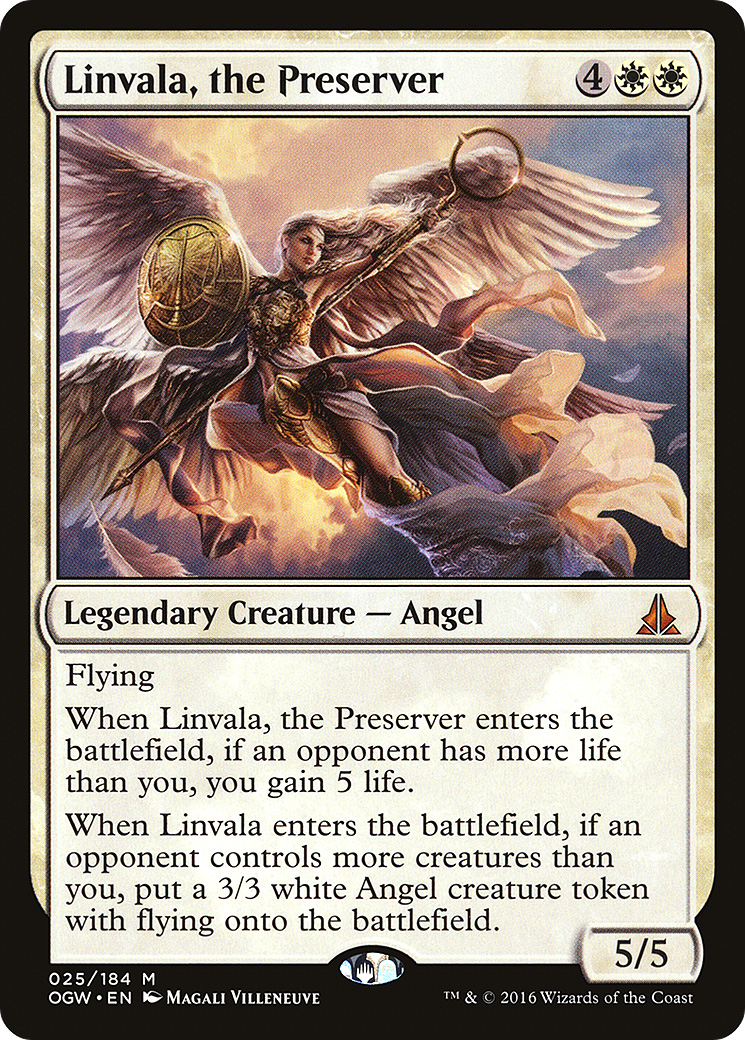 Linvala, the Preserver 4
Legendary Creature — Angel
Flying
When Linvala, the Preserver enters the
battlefield, if an opponent has more life
than you, you gain 5 life.
When Linvala enters the battlefield, if an
opponent controls more creatures than
you, put a 3/3 white Angel creature token
with flying onto the battlefield.
5/5
025/184 M
OGW • EN Magali Villeneuve
™ & © 2016 Wizards of the Coast